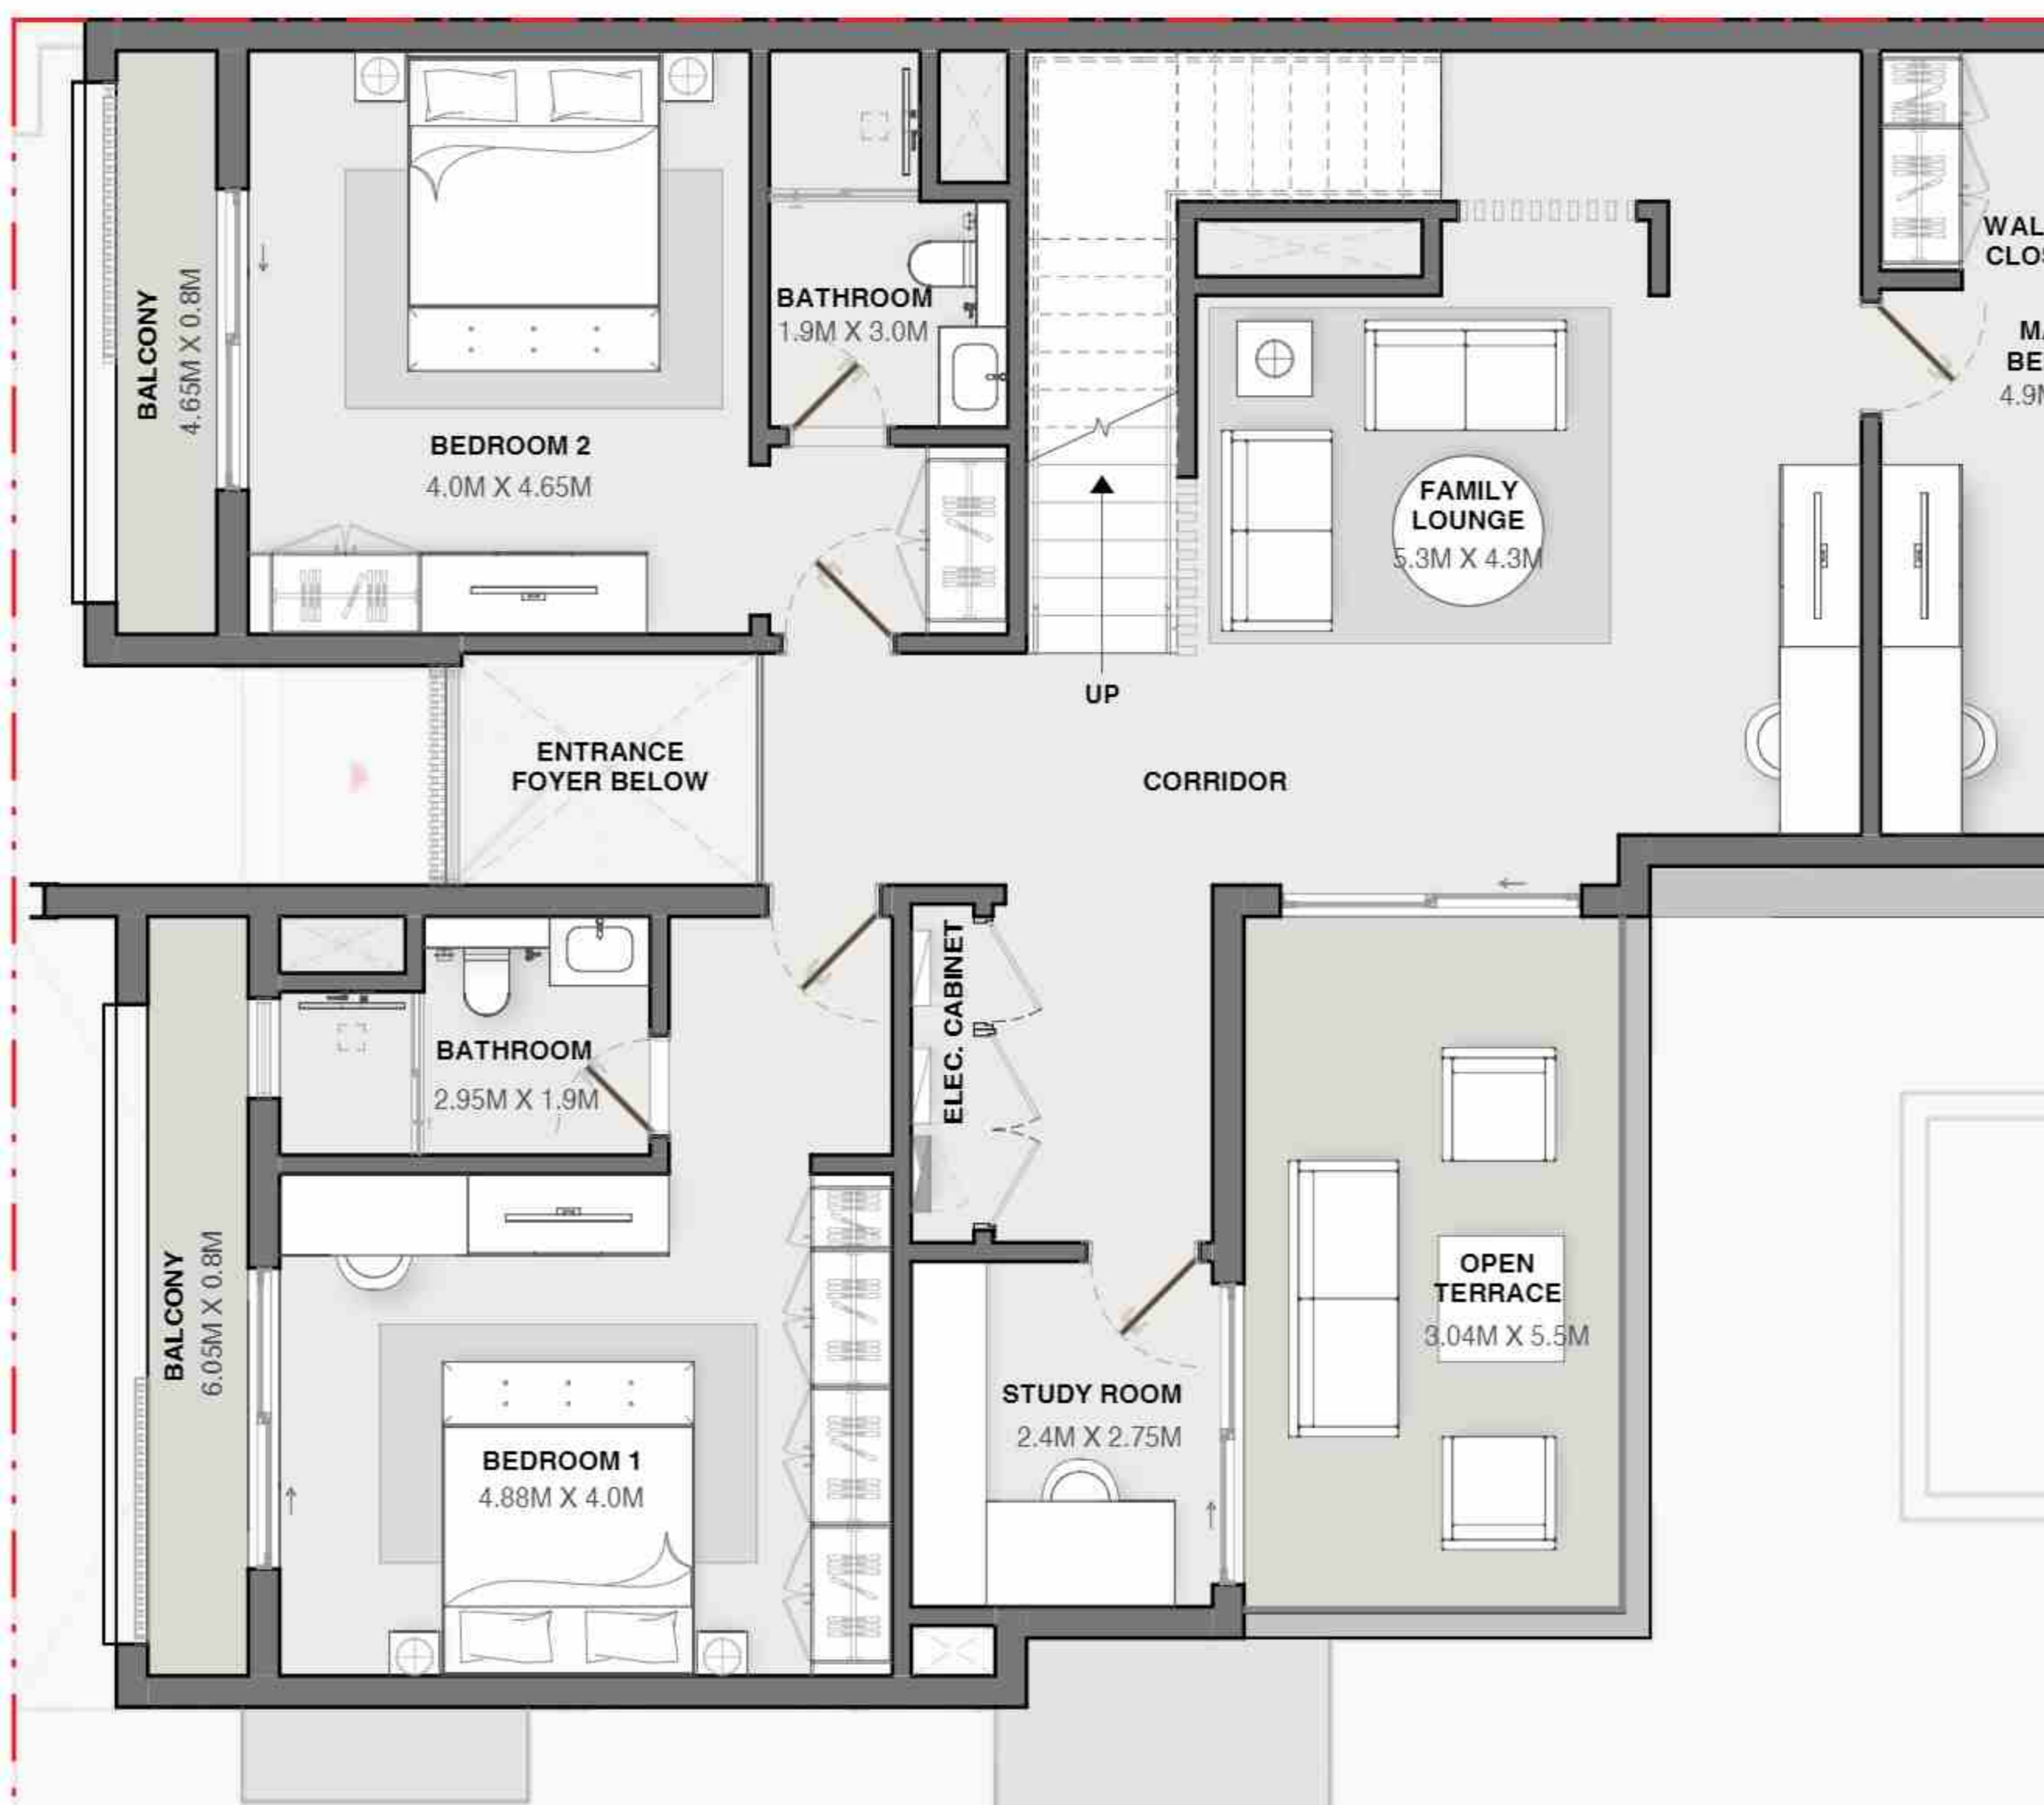 BALCONY
4.65M X 0.8M
BEDROOM 2
4.0M X 4.65M
BATHROOM
1.9M X 3.0M
FAMILY
LOUNGE
5.3M X 4.3M
UP
ENTRANCE
FOYER BELOW
CORRIDOR
BATHROOM
2.95M X 1.9M
ELEC. CABINET
BALCONY
6.05M X 0.8M
BEDROOM 1
4.88M X 4.0M
STUDY ROOM
2.4M X 2.75M
OPEN
TERRACE
3.04M X 5.5M